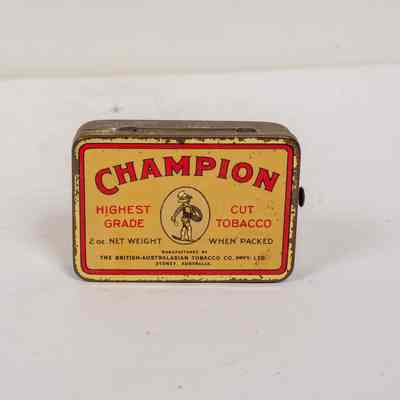 CHAMPION
HIGHEST GRADE
CUT TOBACCO
2 oz. NET WEIGHT WHEN PACKED
MANUFACTURED BY
THE BRITISH-AUSTRALASIAN TOBACCO CO. PPTY. LTD.
SYDNEY, AUSTRALIA.